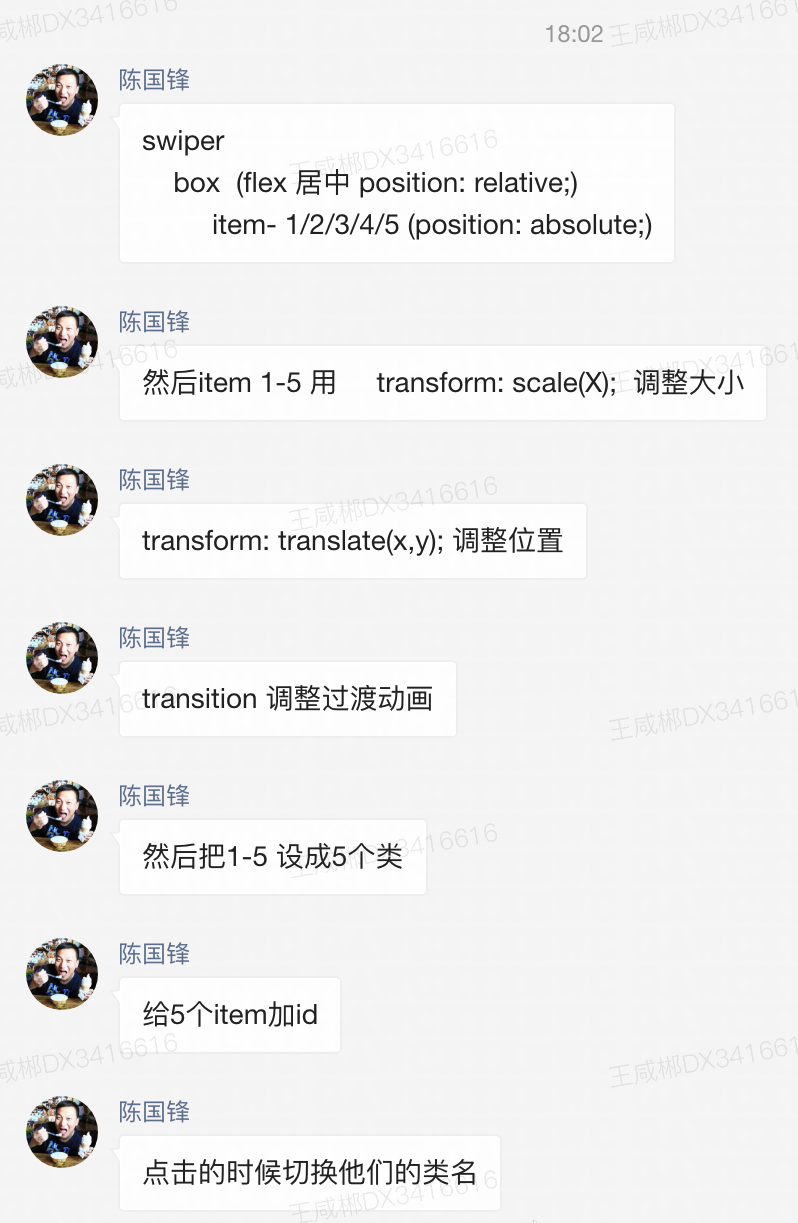 18:02
陈国锋
swiper
box (flex 居中 position: relative;)
item- 1/2/3/4/5 (position: absolute;)
陈国锋
然后item 1-5 用 transform: scale(X); 调整大小
陈国锋
transform: translate(x,y); 调整位置
陈国锋
transition 调整过渡动画
陈国锋
然后把1-5 设成5个类
陈国锋
给5个item加id
陈国锋
点击的时候切换他们的类名
王咸郴DX3416616